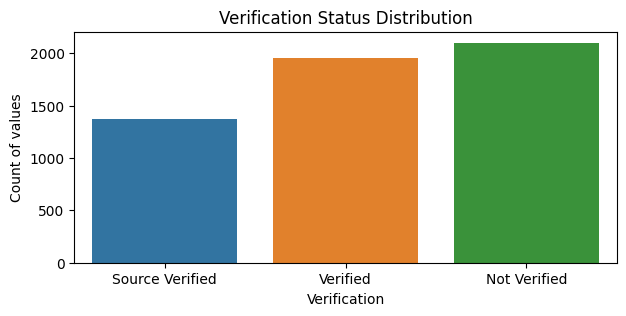 Verification Status Distribution
Count of values
2000
1500
1000
500
0
Source Verified
Verified
Not Verified
Verification